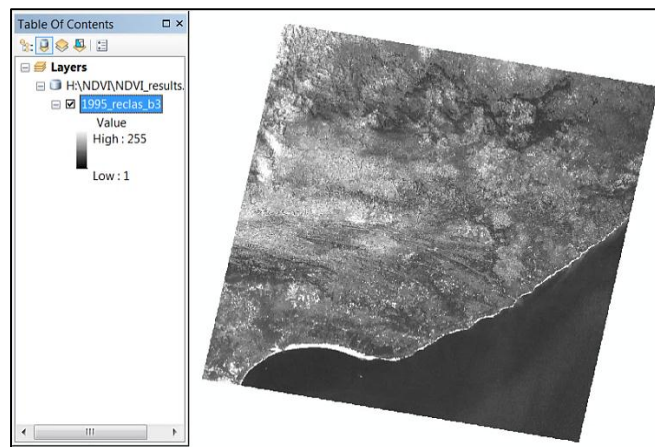 Table Of Contents
Layers
H:\NDVI\NDVI_results.
1995_reclas_b3
Value
High : 255
Low : 1